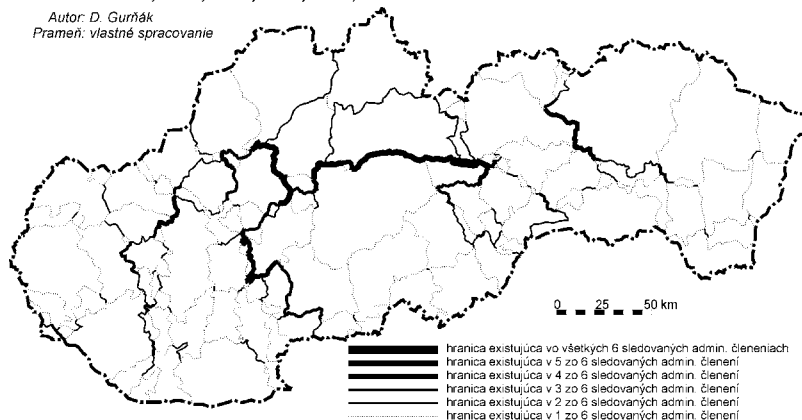 Autor: D. Gurňák
Prameň: vlastné spracovanie
0 25 50 km
hranica existujúca vo všetkých 6 sledovaných admin. členeniach
hranica existujúca v 5 zo 6 sledovaných admin. členení
hranica existujúca v 4 zo 6 sledovaných admin. členení
hranica existujúca v 3 zo 6 sledovaných admin. členení
hranica existujúca v 2 zo 6 sledovaných admin. členení
hranica existujúca v 1 zo 6 sledovaných admin. členení